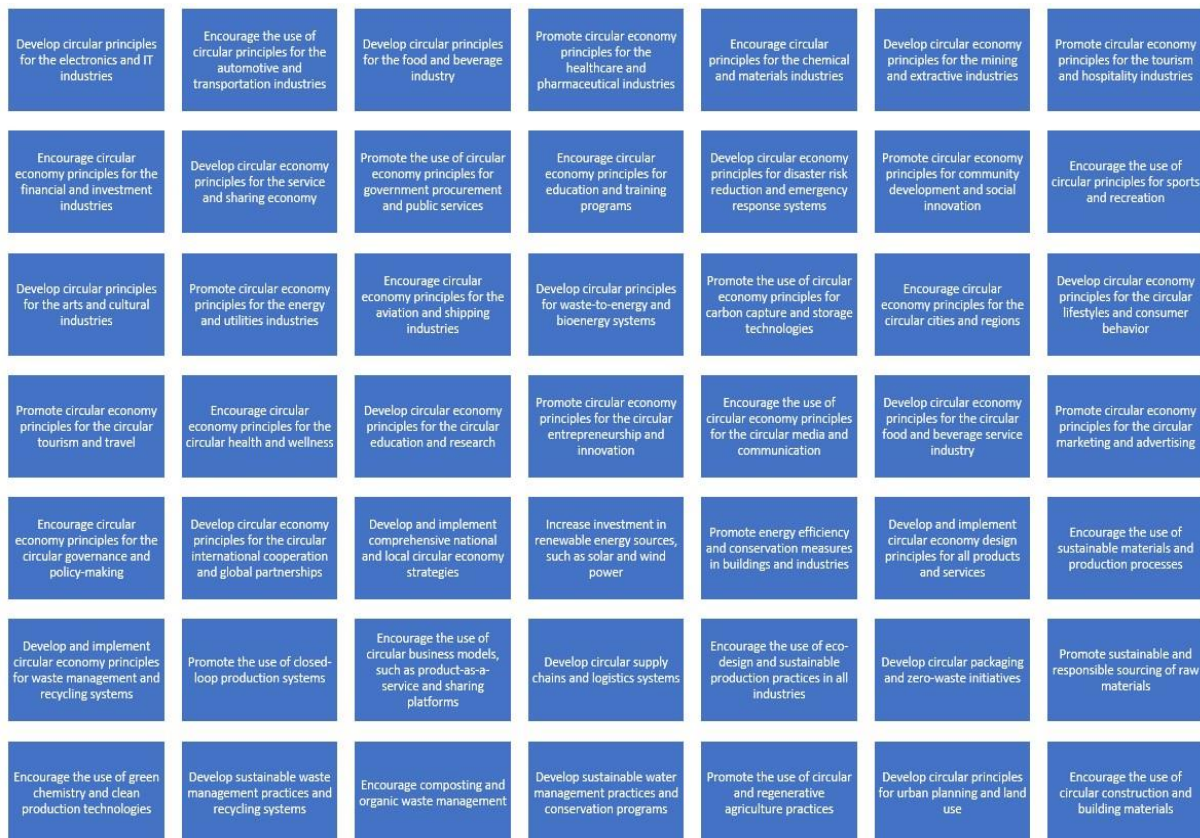 Develop circular principles
for the electronics and IT
industries
Encourage the use of
circular principles for the
automotive and
transportation industries
Develop circular principles
for the food and beverage
industry
Promote circular economy
principles for the
healthcare and
pharmaceutical industries
Encourage circular
principles for the chemical
and materials industries
Develop circular economy
principles for the mining
and extractive industries
Promote circular economy
principles for the tourism
and hospitality industries
Encourage circular
economy principles for the
financial and investment
industries
Develop circular economy
principles for the service
and sharing economy
Promote the use of circular
economy principles for
government procurement
and public services
Encourage circular
economy principles for
education and training
programs
Develop circular economy
principles for disaster risk
reduction and emergency
response systems
Promote circular economy
principles for community
development and social
innovation
Encourage the use of
circular principles for sports
and recreation
Develop circular principles
for the arts and cultural
industries
Promote circular economy
principles for the energy
and utilities industries
Encourage circular
economy principles for the
aviation and shipping
industries
Develop circular principles
for waste-to-energy and
bioenergy systems
Promote the use of circular
economy principles for
carbon capture and storage
technologies
Encourage circular
economy principles for the
circular cities and regions
Develop circular economy
principles for the circular
lifestyles and consumer
behavior
Promote circular economy
principles for the circular
tourism and travel
Encourage circular
economy principles for the
circular health and wellness
Develop circular economy
principles for the circular
education and research
Promote circular economy
principles for the circular
entrepreneurship and
innovation
Encourage the use of
circular economy principles
for the circular media and
communication
Develop circular economy
principles for the circular
food and beverage service
industry
Promote circular economy
principles for the circular
marketing and advertising
Encourage circular
economy principles for the
circular governance and
policy-making
Develop circular economy
principles for the circular
international cooperation
and global partnerships
Develop and implement
comprehensive national
and local circular economy
strategies
Increase investment in
renewable energy sources,
such as solar and wind
power
Promote energy efficiency
and conservation measures
in buildings and industries
Develop and implement
circular economy design
principles for all products
and services
Encourage the use of
sustainable materials and
production processes
Develop and implement
circular economy principles
for waste management and
recycling systems
Promote the use of closed-
loop production systems
Encourage the use of
circular business models,
such as product-as-a-
service and sharing
platforms
Develop circular supply
chains and logistics systems
Encourage the use of eco-
design and sustainable
production practices in all
industries
Develop circular packaging
and zero-waste initiatives
Promote sustainable and
responsible sourcing of raw
materials
Encourage the use of green
chemistry and clean
production technologies
Develop sustainable waste
management practices and
recycling systems
Encourage composting and
organic waste management
Develop sustainable water
management practices and
conservation programs
Promote the use of circular
and regenerative
agriculture practices
Develop circular principles
for urban planning and land
use
Encourage the use of
circular construction and
building materials